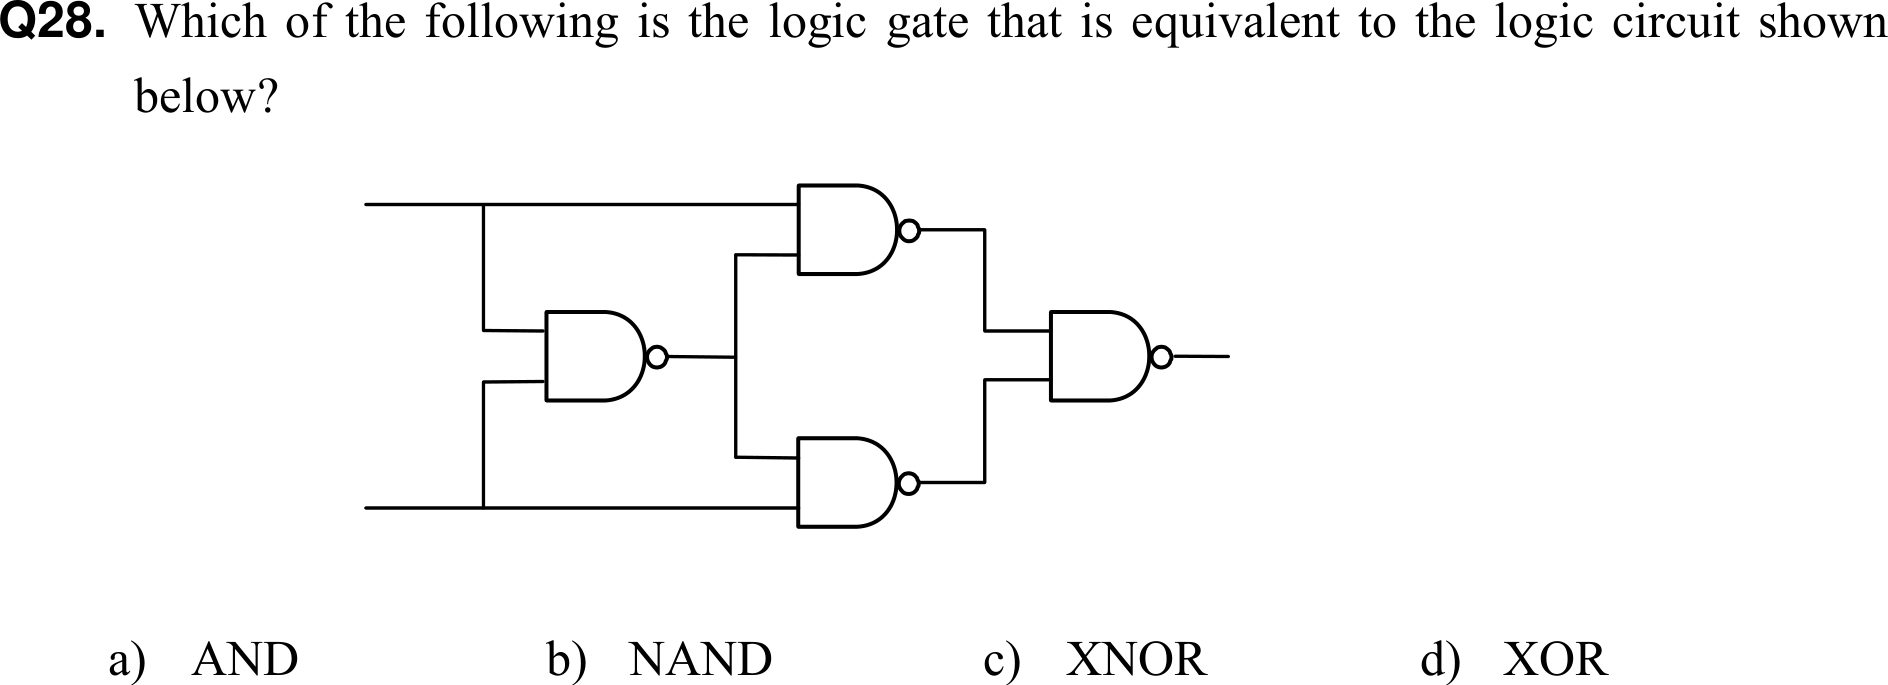 Q28. Which of the following is the logic gate that is equivalent to the logic circuit shown
below?
a) AND b) NAND c) XNOR d) XOR